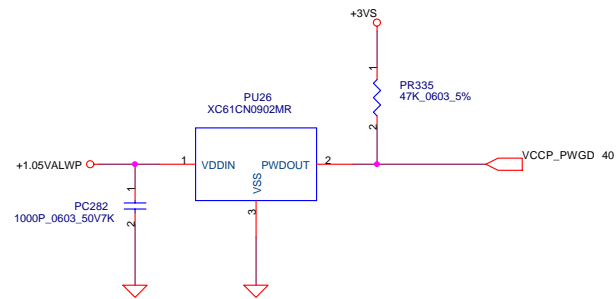 +3VS
1
PR335
47K_0603_5%
2
PU26
XC61CN0902MR
+1.05VALWP
1
VDDIN
PWDOUT
2
VCCP_PWGD 40
VSS
3
1
PC282
1000P_0603_50V7K
2